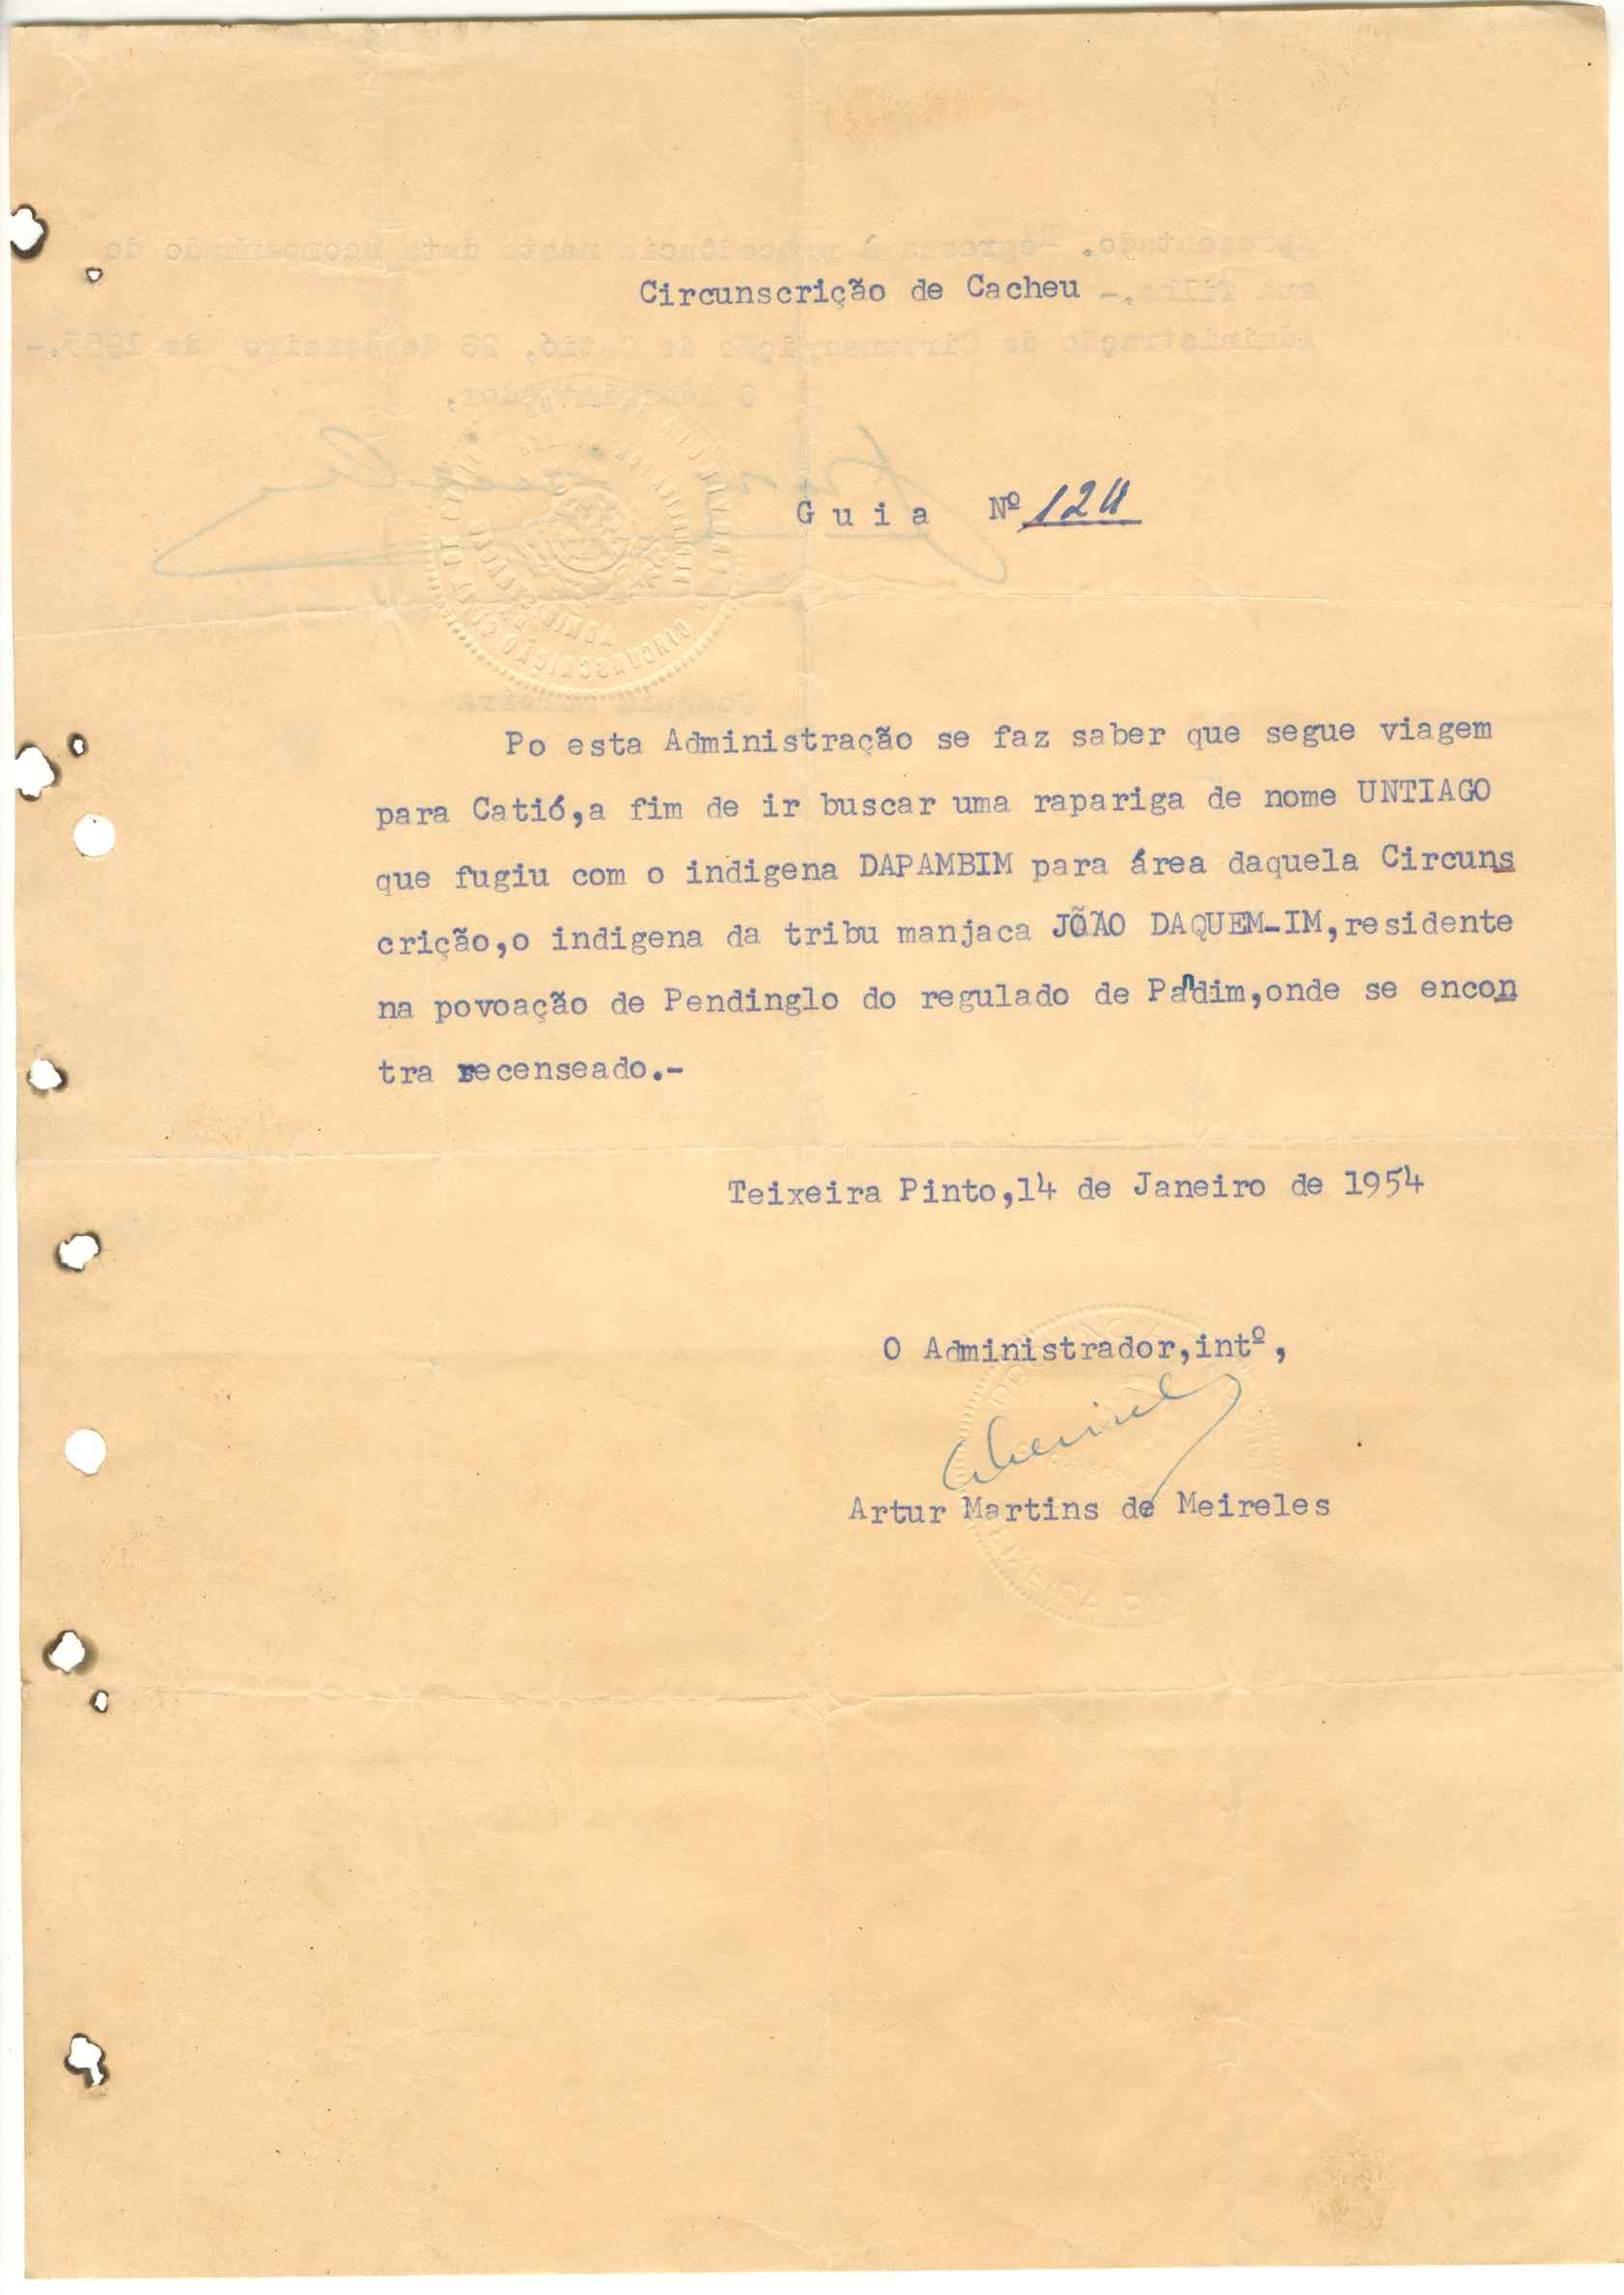 Circunscrição de Cacheu
Guia Nº 124
Po esta Administração se faz saber que segue viagem
para Catió,a fim de ir buscar uma rapariga de nome UNTIAGO
que fugiu com o indigena DAPAMBIM para área daquela Circuns
crição,o indigena da tribu manjaca JÕÃO DAQUEM-IM,residente
na povoação de Pendinglo do regulado de Pandim,onde se encon
tra recenseado.-
Teixeira Pinto,14 de Janeiro de 1954
O Administrador,intº,
Artur Martins de Meireles